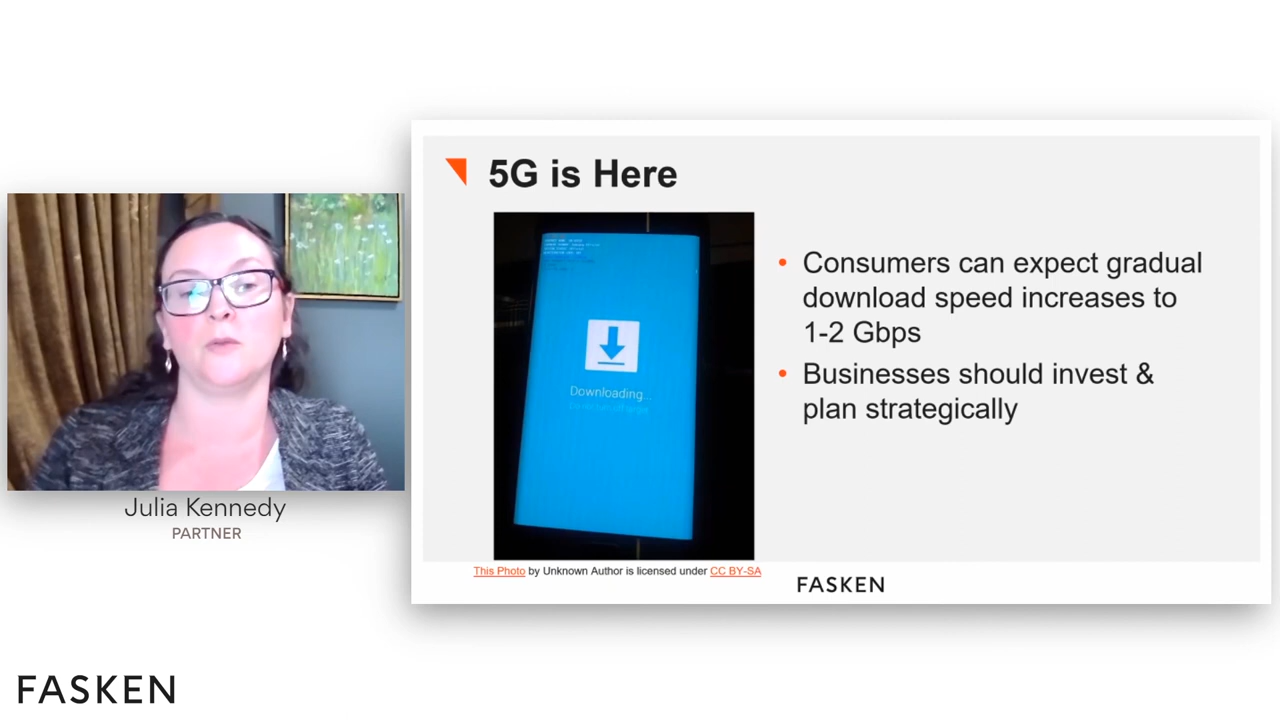 5G is Here
Downloading...
• Consumers can expect gradual
download speed increases to
1-2 Gbps
• Businesses should invest &
plan strategically
This Photo by Unknown Author is licensed under CC BY-SA
FASKEN
Julia Kennedy
PARTNER
FASKEN